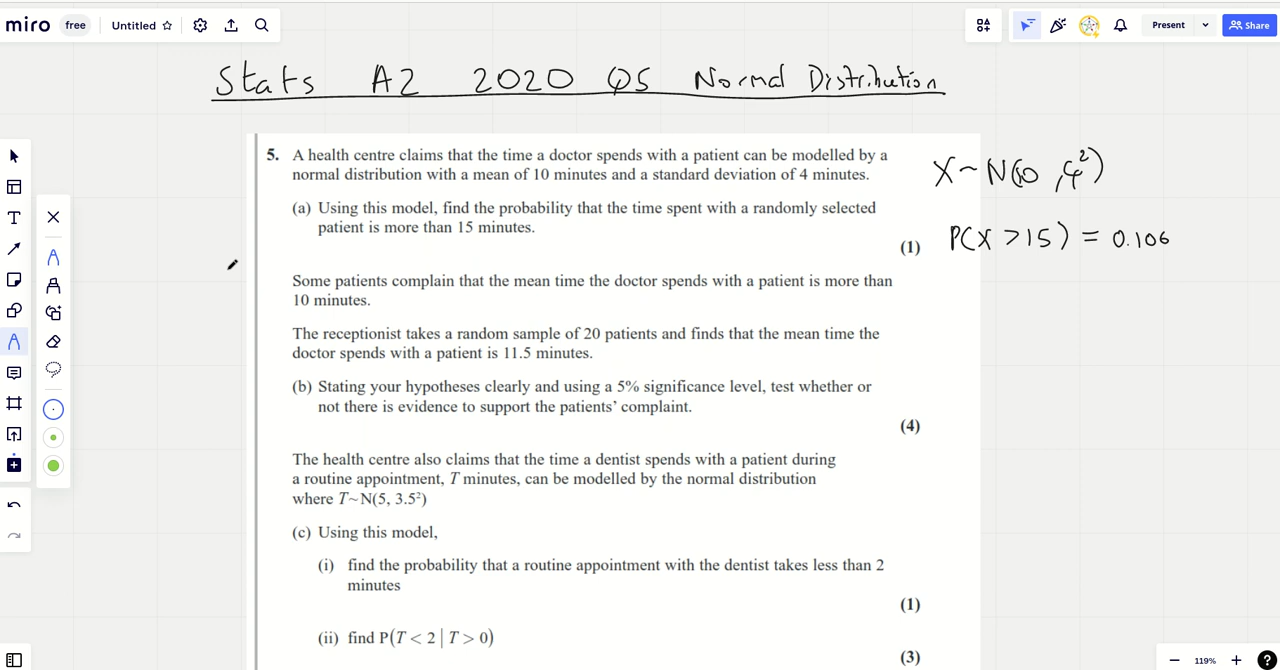 miro free Untitled Present Share
Stats A2 2020 Q5 Normal Distribution
5. A health centre claims that the time a doctor spends with a patient can be modelled by a
normal distribution with a mean of 10 minutes and a standard deviation of 4 minutes.
X ~ N(10, 4²)
(a) Using this model, find the probability that the time spent with a randomly selected
patient is more than 15 minutes.
(1)
P(X > 15) = 0.106
Some patients complain that the mean time the doctor spends with a patient is more than
10 minutes.
The receptionist takes a random sample of 20 patients and finds that the mean time the
doctor spends with a patient is 11.5 minutes.
(b) Stating your hypotheses clearly and using a 5% significance level, test whether or
not there is evidence to support the patients’ complaint.
(4)
The health centre also claims that the time a dentist spends with a patient during
a routine appointment, T minutes, can be modelled by the normal distribution
where T~N(5, 3.5²)
(c) Using this model,
(i) find the probability that a routine appointment with the dentist takes less than 2
minutes
(1)
(ii) find P(T < 2 | T > 0)
(3)
119%